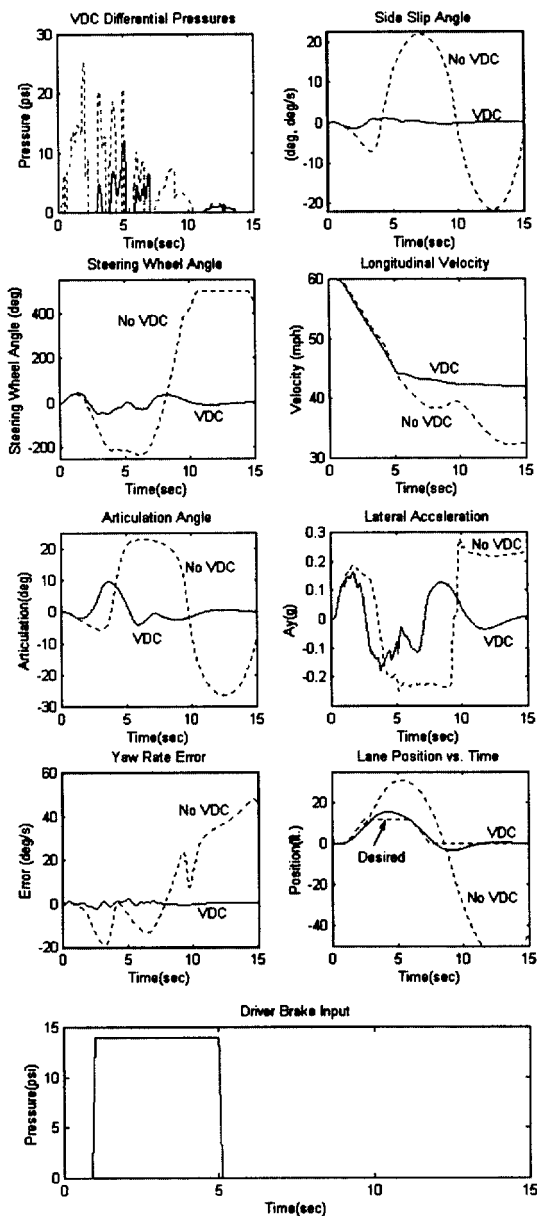 VDC Differential Pressures
30
20
10
0
Pressure (psi)
0 5 10 15
Time(sec)
Side Slip Angle
20
10
0
-10
-20
(deg, deg/s)
No VDC
VDC
0 5 10 15
Time(sec)
Steering Wheel Angle
400
200
0
-200
Steering Wheel Angle (deg)
No VDC
VDC
0 5 10 15
Time(sec)
Longitudinal Velocity
60
50
40
30
Velocity (mph)
VDC
No VDC
0 5 10 15
Time(sec)
Articulation Angle
20
10
0
-10
-20
-30
Articulation(deg)
No VDC
VDC
0 5 10 15
Time(sec)
Lateral Acceleration
0.3
0.2
0.1
0
-0.1
-0.2
Ay(g)
No VDC
VDC
0 5 10 15
Time(sec)
Yaw Rate Error
60
40
20
0
-20
Error (deg/s)
No VDC
VDC
0 5 10 15
Time(sec)
Lane Position vs. Time
20
0
-20
-40
Position(ft.)
VDC
Desired
No VDC
0 5 10 15
Time(sec)
Driver Brake Input
15
10
5
0
Pressure(psi)
0 5 10 15
Time(sec)